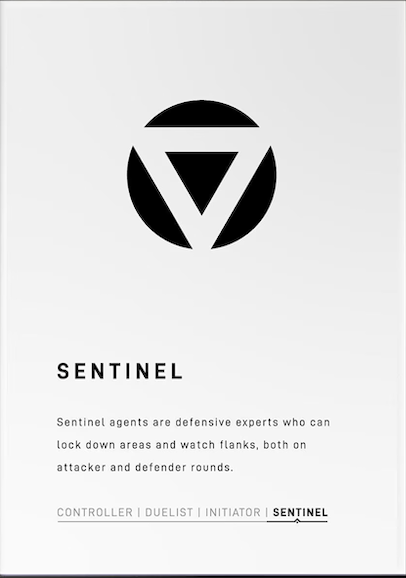 SENTINEL
Sentinel agents are defensive experts who can
lock down areas and watch flanks, both on
attacker and defender rounds.
CONTROLLER | DUELIST | INITIATOR | SENTINEL